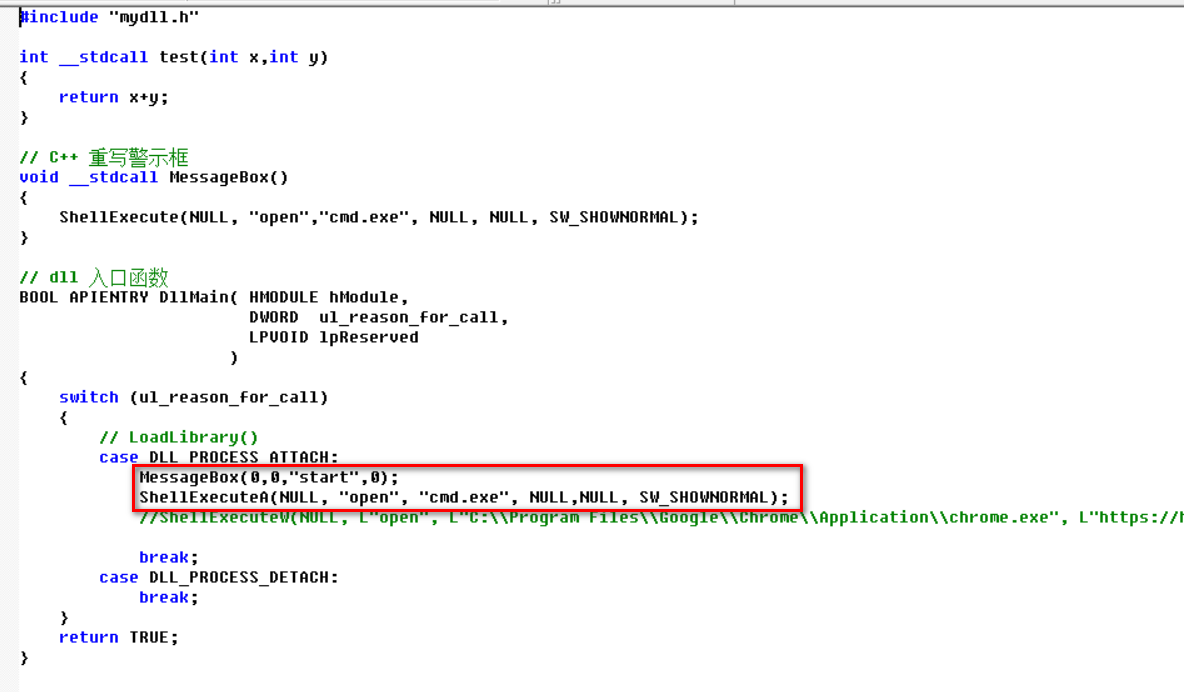 #include "mydll.h"
int __stdcall test(int x,int y)
{
return x+y;
}
// C++ 重写警示框
void __stdcall MessageBox()
{
ShellExecute(NULL, "open","cmd.exe", NULL, NULL, SW_SHOWNORMAL);
}
// dll 入口函数
BOOL APIENTRY DllMain( HMODULE hModule,
DWORD  ul_reason_for_call,
LPVOID lpReserved
)
{
switch (ul_reason_for_call)
{
// LoadLibrary()
case DLL_PROCESS_ATTACH:
MessageBox(0,0,"start",0);
ShellExecuteA(NULL, "open", "cmd.exe", NULL,NULL, SW_SHOWNORMAL);
//ShellExecuteW(NULL, L"open", L"C:\\Program Files\\Google\\Chrome\\Application\\chrome.exe", L"https://h
break;
case DLL_PROCESS_DETACH:
break;
}
return TRUE;
}